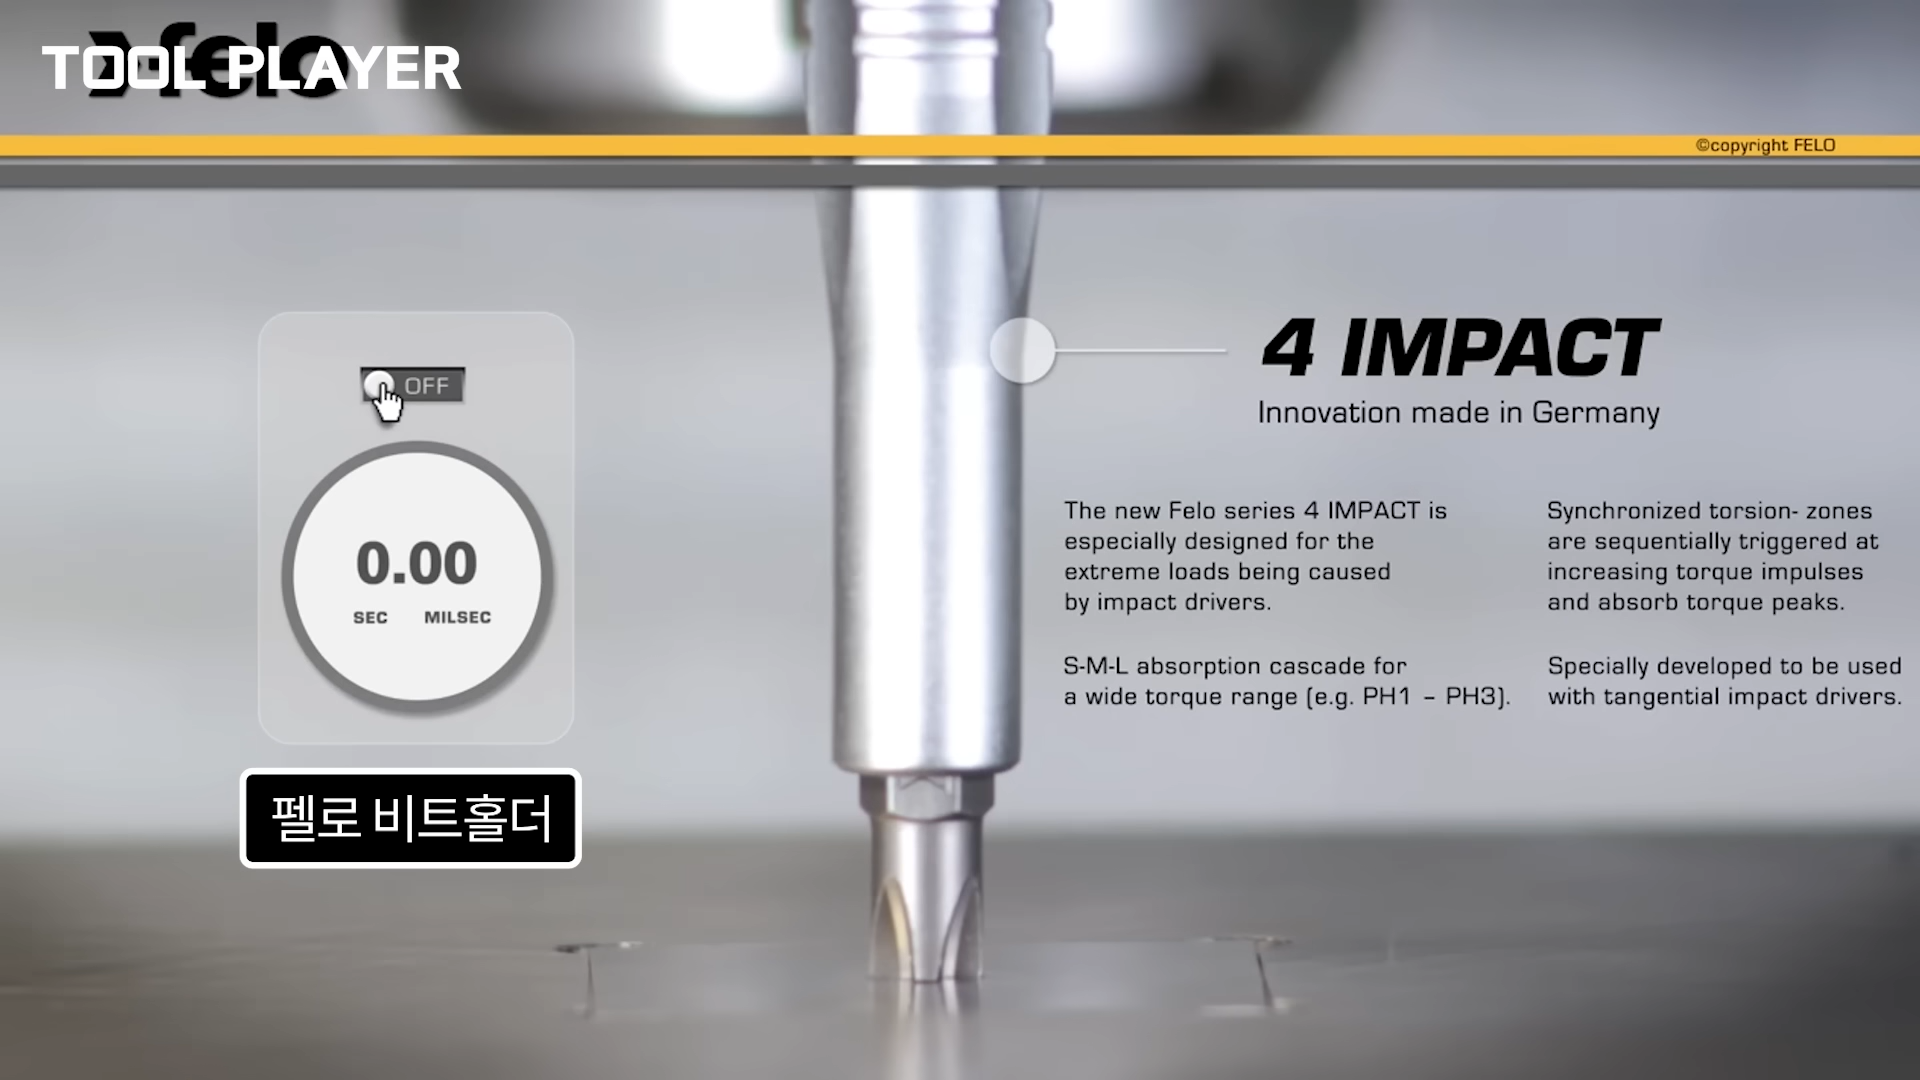 felo
TOOL PLAYER
©copyright FELO
OFF
0.00
SEC MILSEC
펠로 비트홀더
4 IMPACT
Innovation made in Germany
The new Felo series 4 IMPACT is
especially designed for the
extreme loads being caused
by impact drivers.
S-M-L absorption cascade for
a wide torque range (e.g. PH1 – PH3).
Synchronized torsion- zones
are sequentially triggered at
increasing torque impulses
and absorb torque peaks.
Specially developed to be used
with tangential impact drivers.